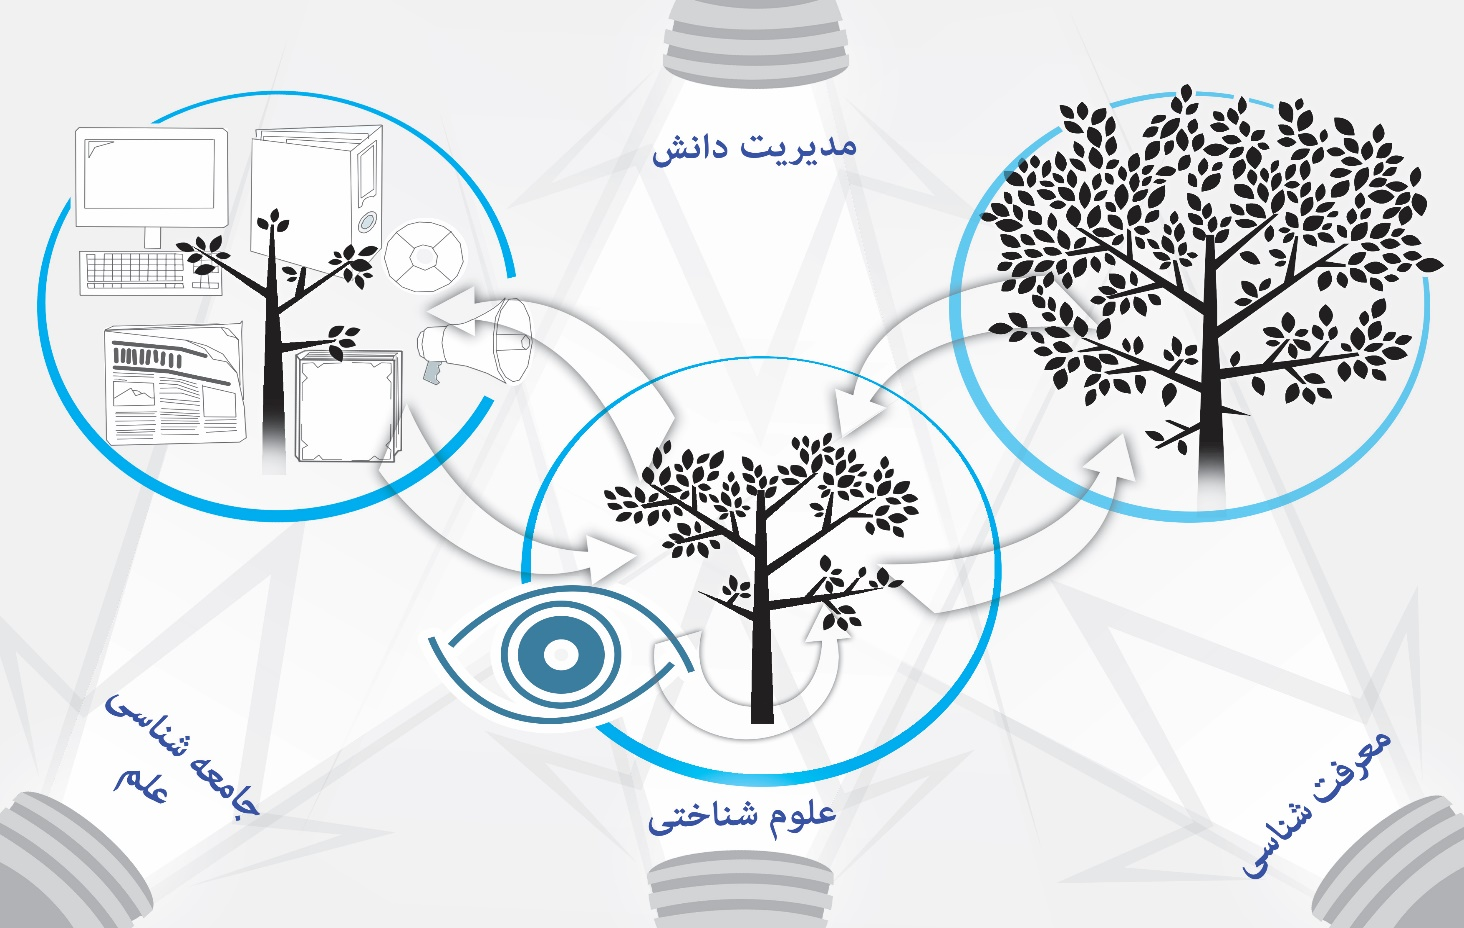 مدیریت دانش
جامعه شناسی
علم
علوم شناختی
معرفت شناسی